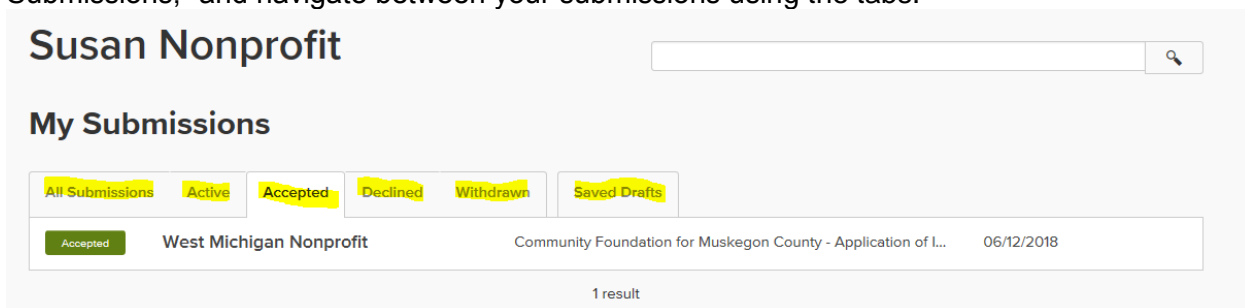 Submissions," and navigate between your submissions using the tabs.
Susan Nonprofit
My Submissions
All Submissions Active Accepted Declined Withdrawn Saved Drafts
Accepted West Michigan Nonprofit Community Foundation for Muskegon County - Application of I... 06/12/2018
1 result